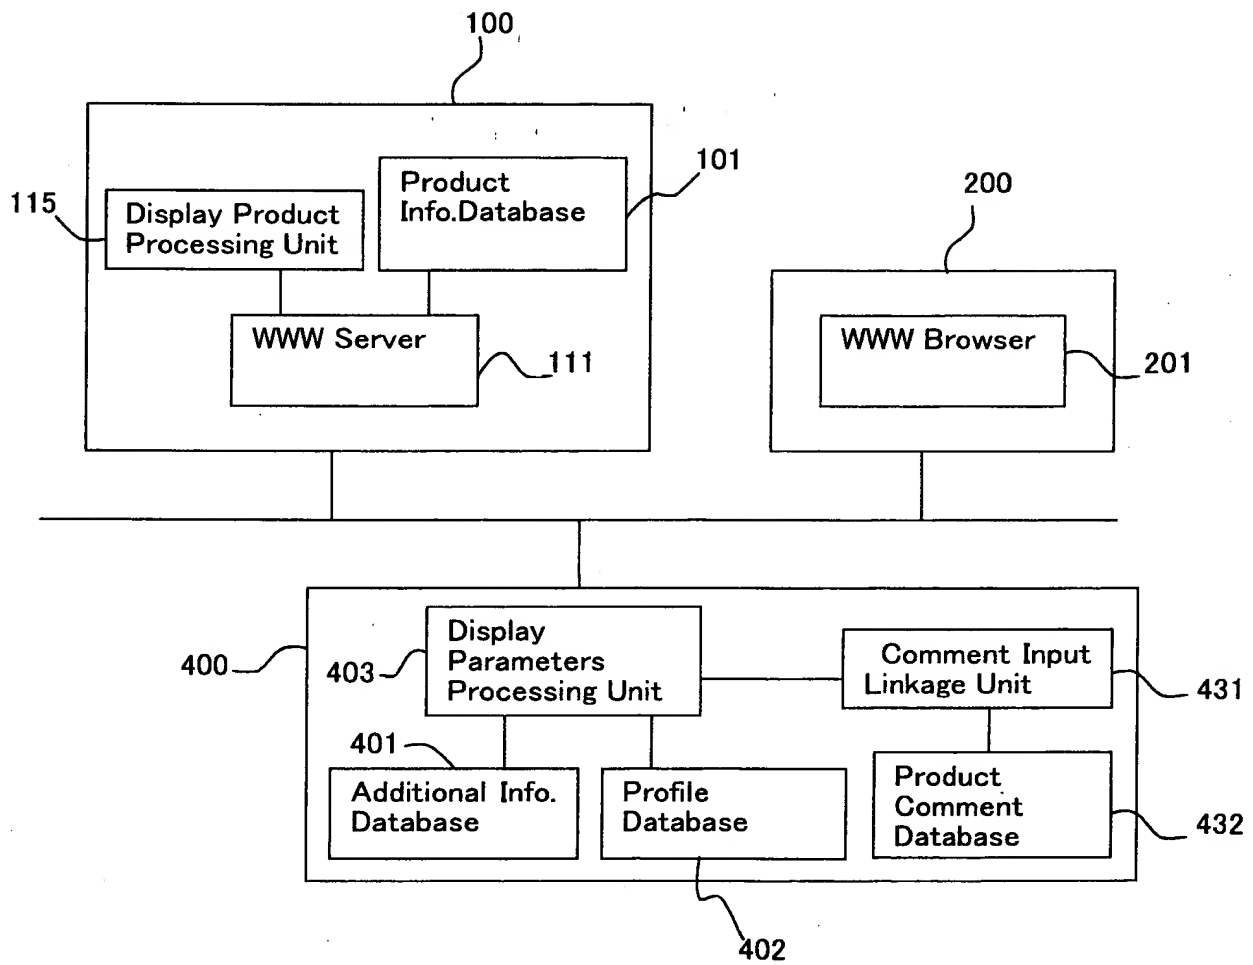 100
115
Display Product
Processing Unit
Product
Info.Database
101
WWW Server
111
200
WWW Browser
201
400
403
Display
Parameters
Processing Unit
Comment Input
Linkage Unit
431
401
Additional Info.
Database
Profile
Database
402
Product
Comment
Database
432